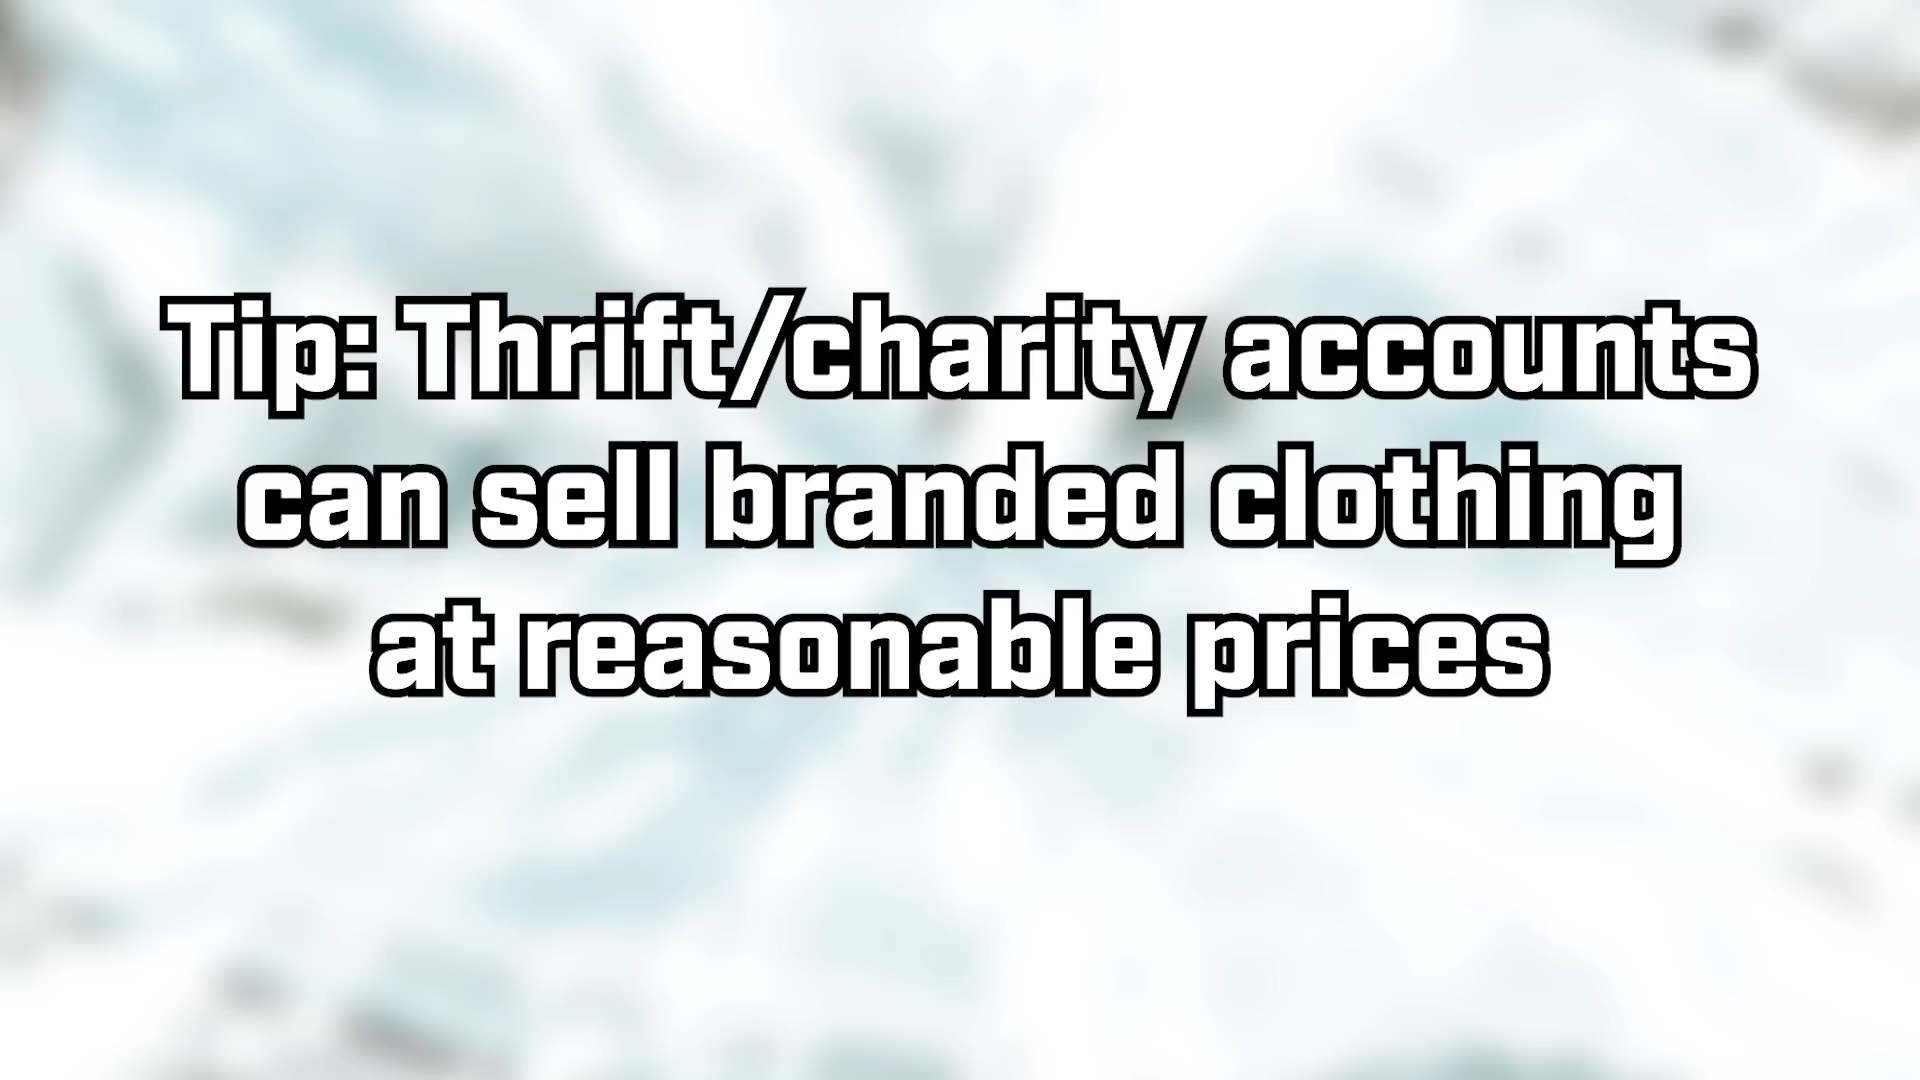 Tip: Thrift/charity accounts
can sell branded clothing
at reasonable prices